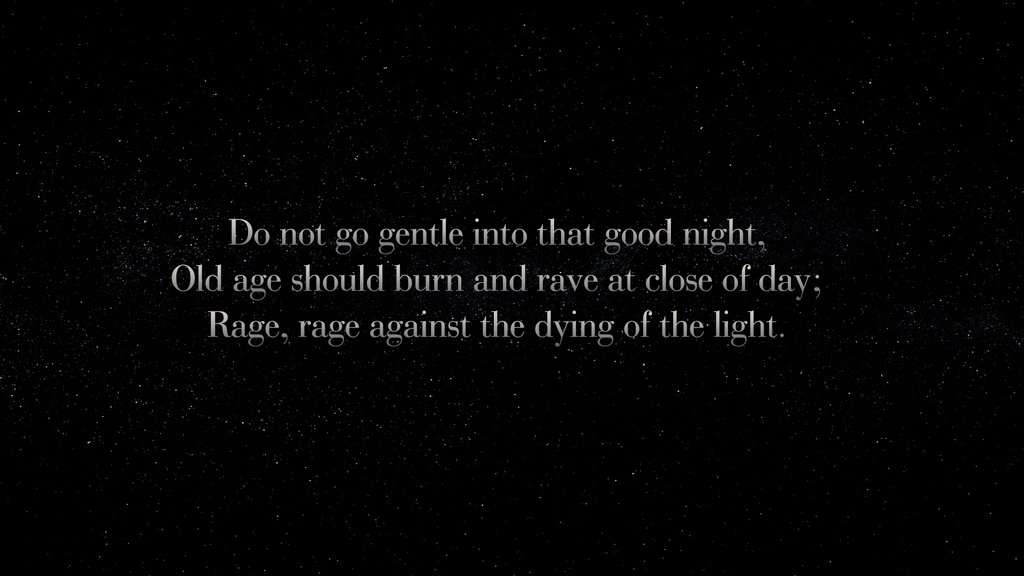 Do not go gentle into that good night,
Old age should burn and rave at close of day;
Rage, rage against the dying of the light.